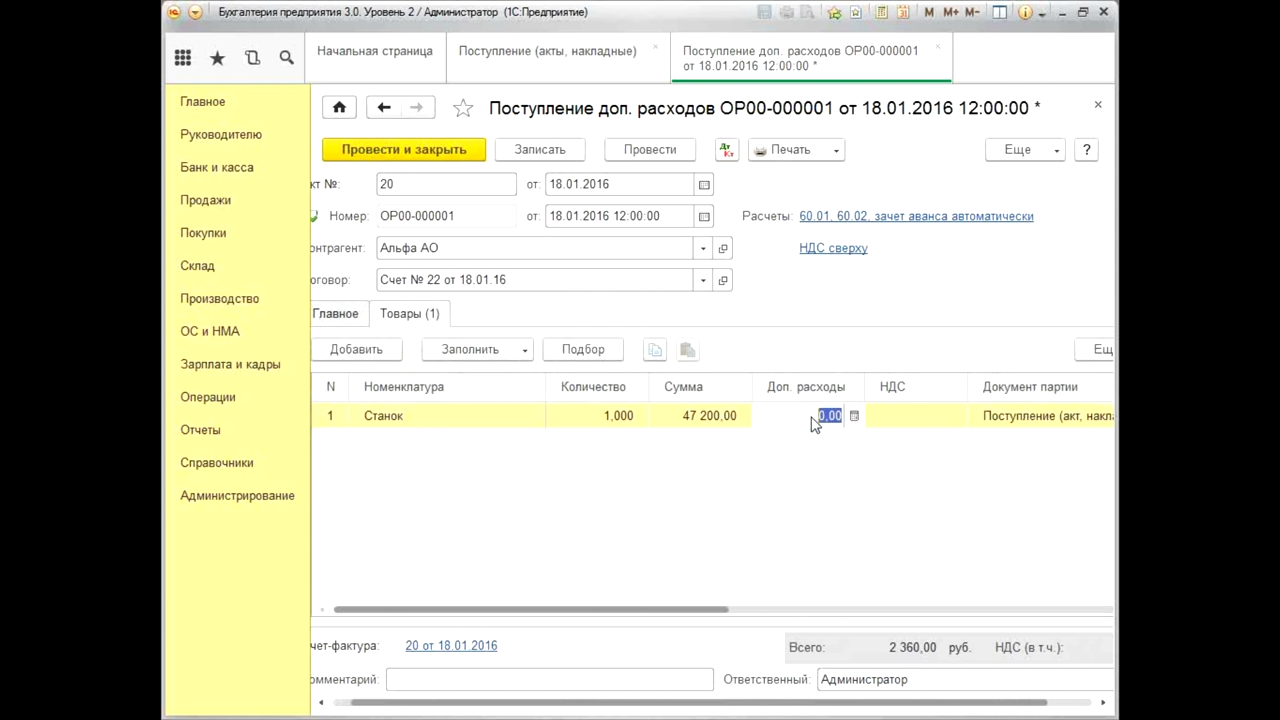 Бухгалтерия предприятия 3.0. Уровень 2 / Администратор (1С:Предприятие)
M M+ M-
Начальная страница
Поступление (акты, накладные)
Поступление доп. расходов ОР00-000001
от 18.01.2016 12:00:00 *
Главное
Руководителю
Банк и касса
Продажи
Покупки
Склад
Производство
ОС и НМА
Зарплата и кадры
Операции
Отчеты
Справочники
Администрирование
Поступление доп. расходов ОР00-000001 от 18.01.2016 12:00:00 *
Провести и закрыть Записать Провести Дт Кт Печать Еще ?
кт №: 20 от: 18.01.2016
Номер: ОР00-000001 от: 18.01.2016 12:00:00 Расчеты: 60.01, 60.02, зачет аванса автоматически
онтрагент: Альфа АО НДС сверху
оговор: Счет № 22 от 18.01.16
Главное Товары (1)
Добавить Заполнить Подбор Ещ
N Номенклатура Количество Сумма Доп. расходы НДС Документ партии
1 Станок 1,000 47 200,00 0,00 Поступление (акт, накла
чет-фактура: 20 от 18.01.2016 Всего: 2 360,00 руб. НДС (в т.ч.):
омментарий: Ответственный: Администратор